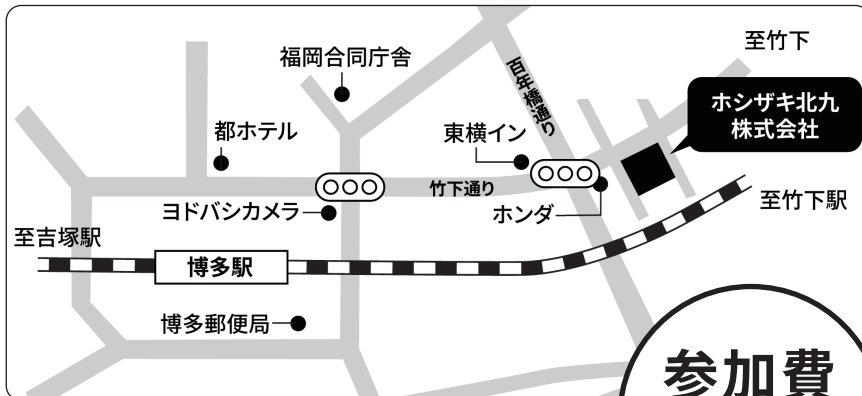 至竹下
福岡合同庁舎
百年橋通り
ホシザキ北九
株式会社
都ホテル
東横イン
竹下通り
ヨドバシカメラ
ホンダ
至竹下駅
至吉塚駅
博多駅
博多郵便局
参加費